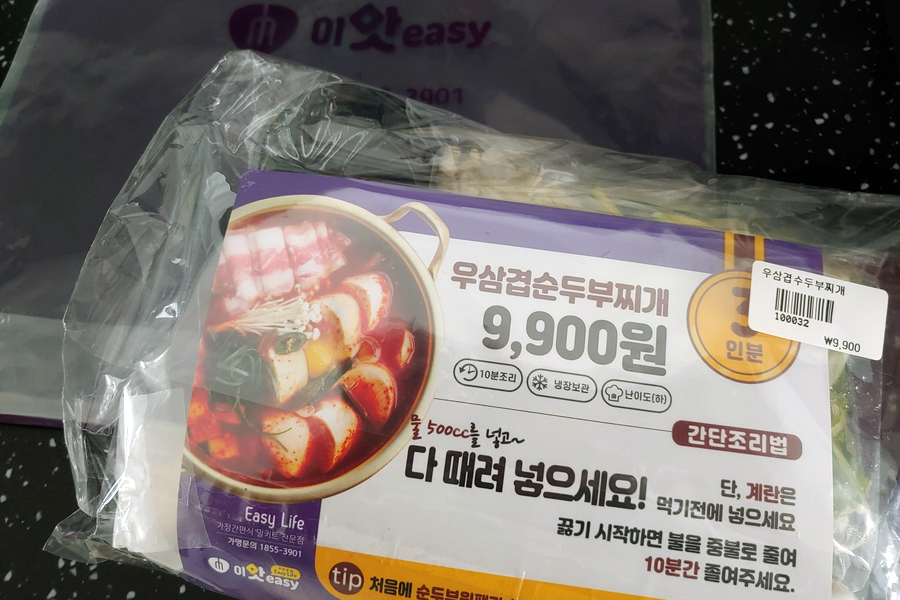 이앗easy
3901
우삼겹순두부찌개
9,900원
인분
우삼겹순두부찌개
100032
₩9,900
10분조리
냉장보관
난이도(하)
물 500cc를 넣고~
다 때려 넣으세요!
간단조리법
단, 계란은
먹기전에 넣으세요
끓기 시작하면 불을 중불로 줄여
10분간 졸여주세요.
Easy Life
가정간편식 밀키트 전문점
가맹문의 1855-3901
이앗easy
tip 처음에